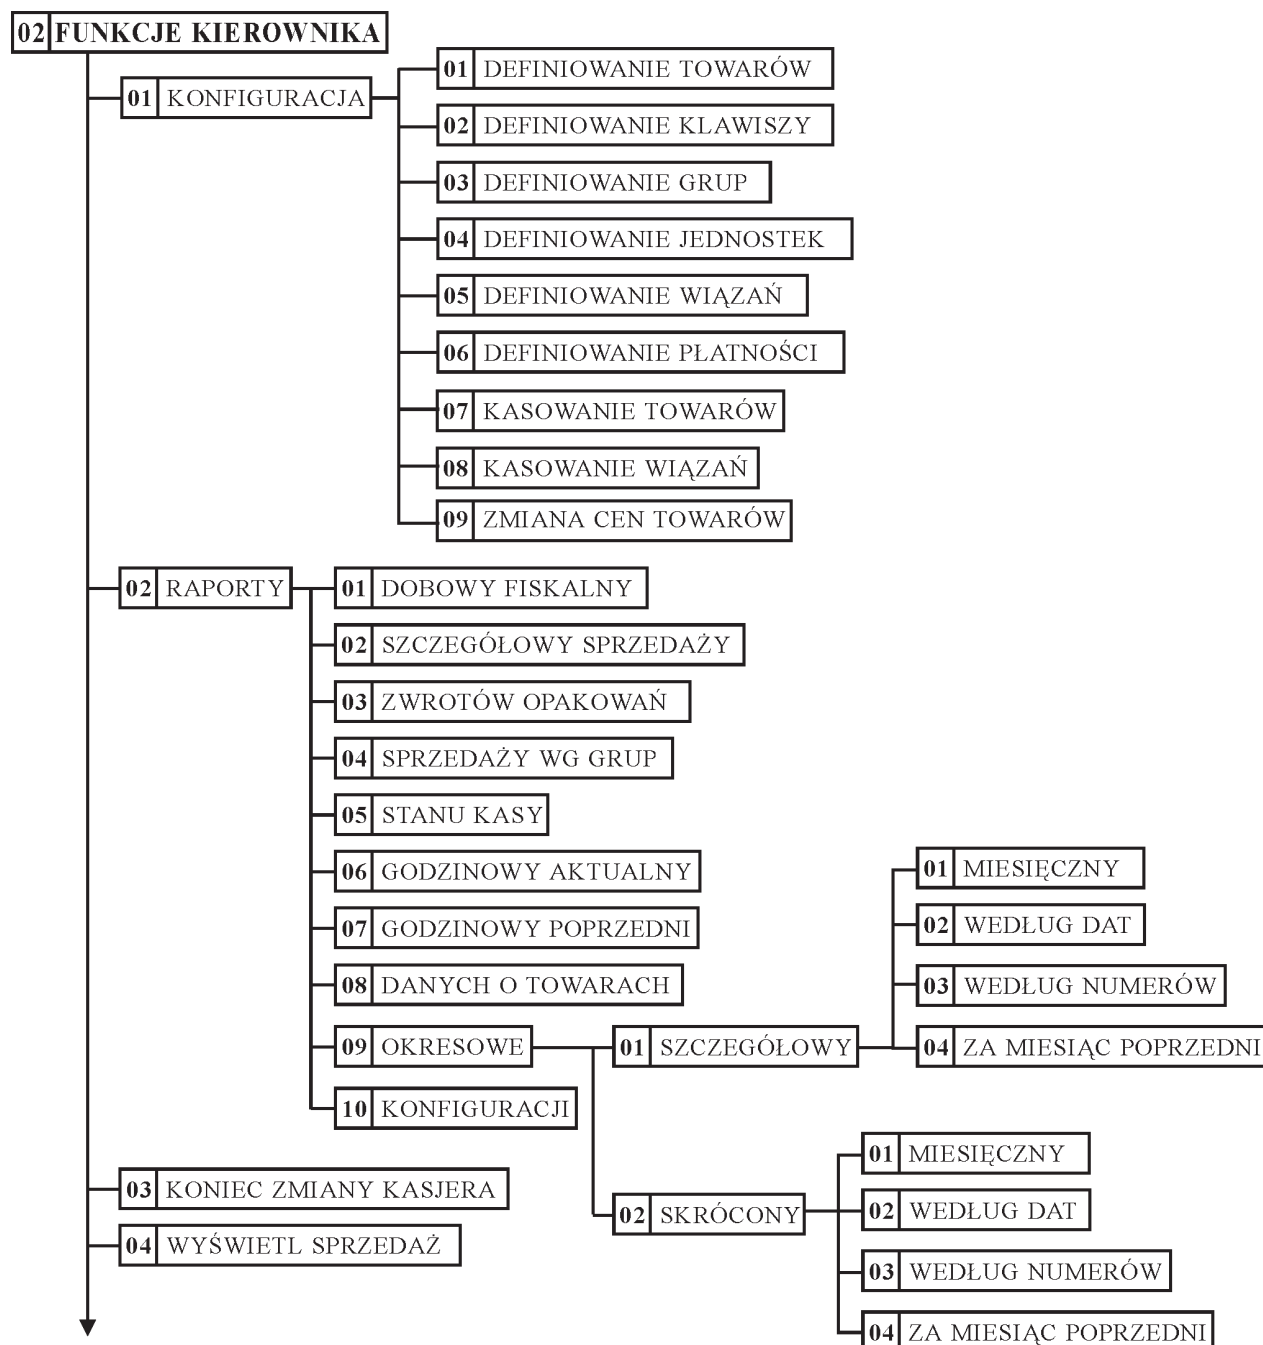 02 FUNKCJE KIEROWNIKA
01 KONFIGURACJA
01 DEFINIOWANIE TOWARÓW
02 DEFINIOWANIE KLAWISZY
03 DEFINIOWANIE GRUP
04 DEFINIOWANIE JEDNOSTEK
05 DEFINIOWANIE WIĄZAŃ
06 DEFINIOWANIE PŁATNOŚCI
07 KASOWANIE TOWARÓW
08 KASOWANIE WIĄZAŃ
09 ZMIANA CEN TOWARÓW
02 RAPORTY
01 DOBOWY FISKALNY
02 SZCZEGÓŁOWY SPRZEDAŻY
03 ZWROTÓW OPAKOWAŃ
04 SPRZEDAŻY WG GRUP
05 STANU KASY
06 GODZINOWY AKTUALNY
07 GODZINOWY POPRZEDNI
08 DANYCH O TOWARACH
09 OKRESOWE
01 SZCZEGÓŁOWY
01 MIESIĘCZNY
02 WEDŁUG DAT
03 WEDŁUG NUMERÓW
04 ZA MIESIĄC POPRZEDNI
02 SKRÓCONY
01 MIESIĘCZNY
02 WEDŁUG DAT
03 WEDŁUG NUMERÓW
04 ZA MIESIĄC POPRZEDNI
10 KONFIGURACJI
03 KONIEC ZMIANY KASJERA
04 WYŚWIETL SPRZEDAŻ